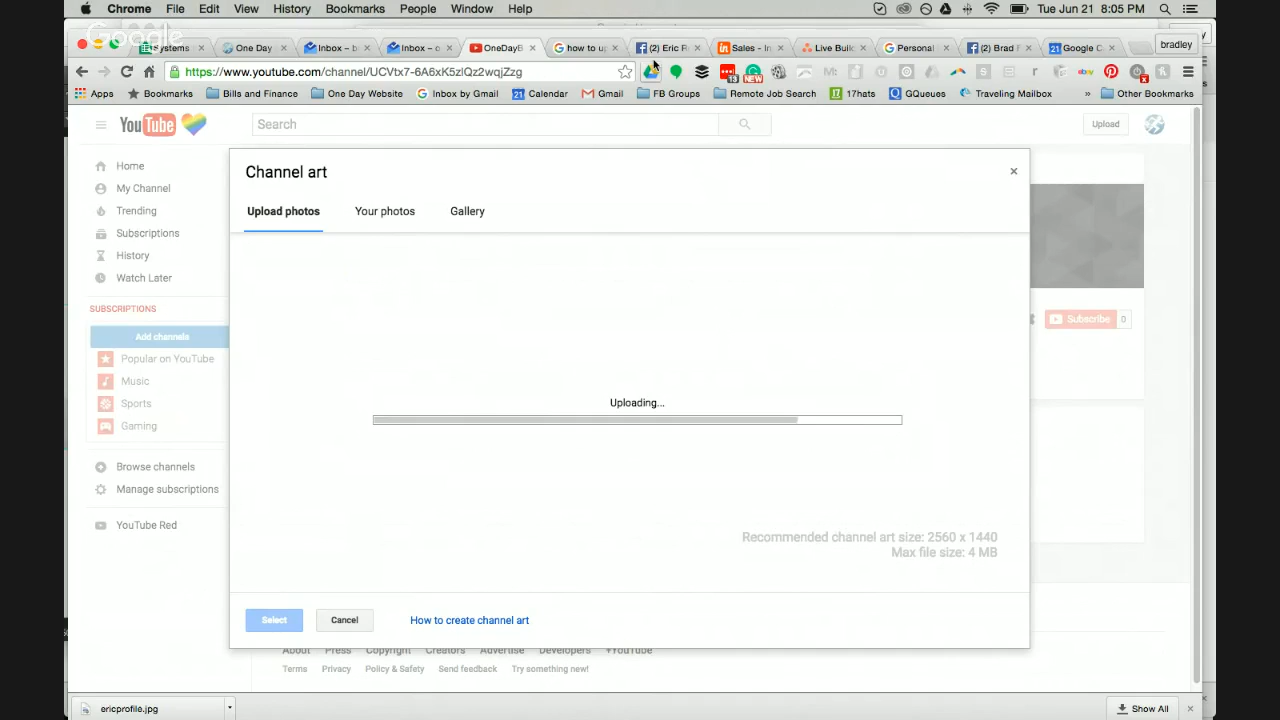 Chrome File Edit View History Bookmarks People Window Help Tue Jun 21 8:05 PM
Google
Systems One Day Inbox – b Inbox – c OneDayB how to u (2) Eric R Sales - In Live Build Personal (2) Brad F Google C bradley
https://www.youtube.com/channel/UCVtx7-6A6xK5zlQz2wqjZzg
Apps Bookmarks Bills and Finance One Day Website Inbox by Gmail Calendar Gmail FB Groups Remote Job Search 17hats GQueues Traveling Mailbox » Other Bookmarks
YouTube Search Upload
Home
My Channel
Trending
Subscriptions
History
Watch Later
SUBSCRIPTIONS
Add channels
Popular on YouTube
Music
Sports
Gaming
Browse channels
Manage subscriptions
YouTube Red
Channel art ×
Upload photos Your photos Gallery
Subscribe 0
Uploading...
Recommended channel art size: 2560 x 1440
Max file size: 4 MB
Select Cancel How to create channel art
About Press Copyright Creators Advertise Developers +YouTube
Terms Privacy Policy & Safety Send feedback Try something new!
ericprofile.jpg Show All